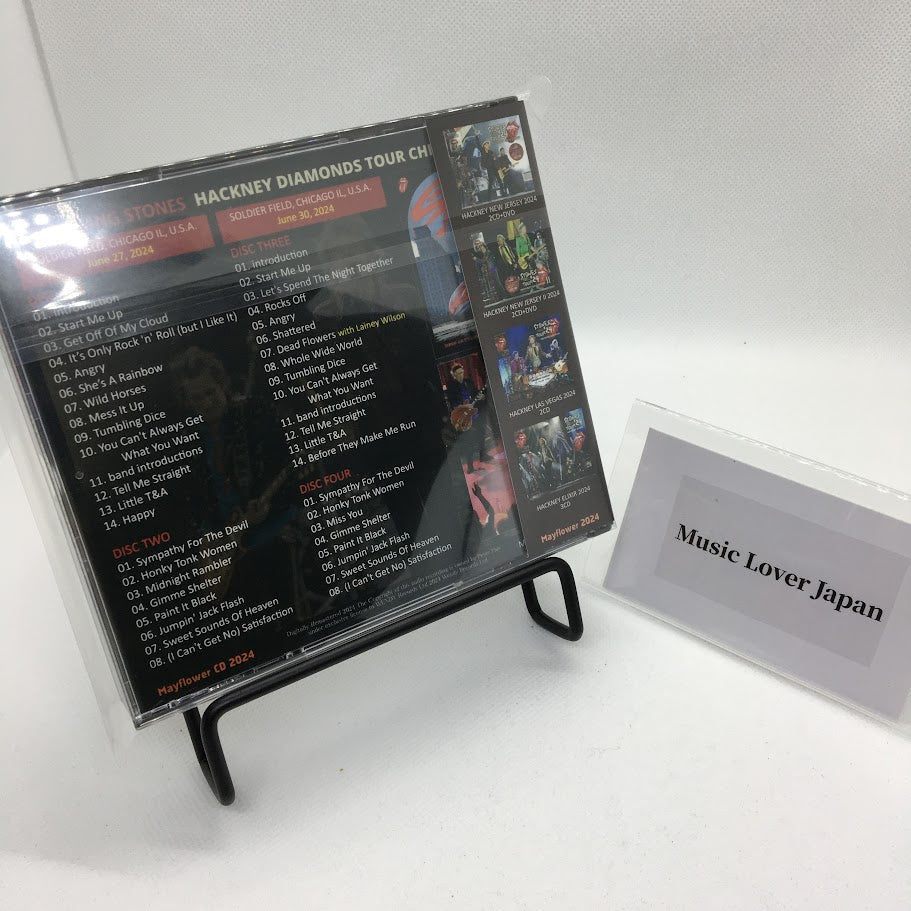 STONES HACKNEY DIAMONDS TOUR CHI
SOLDIER FIELD, CHICAGO IL, U.S.A.
June 27, 2024
01. introduction
02. Start Me Up
03. Get Off Of My Cloud
04. It's Only Rock 'n' Roll (but I Like It)
05. Angry
06. She's A Rainbow
07. Wild Horses
08. Mess It Up
09. Tumbling Dice
10. You Can't Always Get
What You Want
11. band introductions
12. Tell Me Straight
13. Little T&A
14. Happy
DISC TWO
01. Sympathy For The Devil
02. Honky Tonk Women
03. Midnight Rambler
04. Gimme Shelter
05. Paint It Black
06. Jumpin' Jack Flash
07. Sweet Sounds Of Heaven
08. (I Can't Get No) Satisfaction
Mayflower CD 2024
SOLDIER FIELD, CHICAGO IL, U.S.A.
June 30, 2024
DISC THREE
01. introduction
02. Start Me Up
03. Let's Spend The Night Together
04. Rocks Off
05. Angry
06. Shattered
07. Dead Flowers with Lainey Wilson
08. Whole Wide World
09. Tumbling Dice
10. You Can't Always Get
What You Want
11. band introductions
12. Tell Me Straight
13. Little T&A
14. Before They Make Me Run
DISC FOUR
01. Sympathy For The Devil
02. Honky Tonk Women
03. Miss You
04. Gimme Shelter
05. Paint It Black
06. Jumpin' Jack Flash
07. Sweet Sounds Of Heaven
08. (I Can't Get No) Satisfaction
HACKNEY NEW JERSEY 2024
2CD+DVD
HACKNEY NEW JERSEY II 2024
2CD+DVD
HACKNEY LAS VEGAS 2024
2CD
HACKNEY ELIXIR 2024
3CD
Mayflower 2024
Music Lover Japan